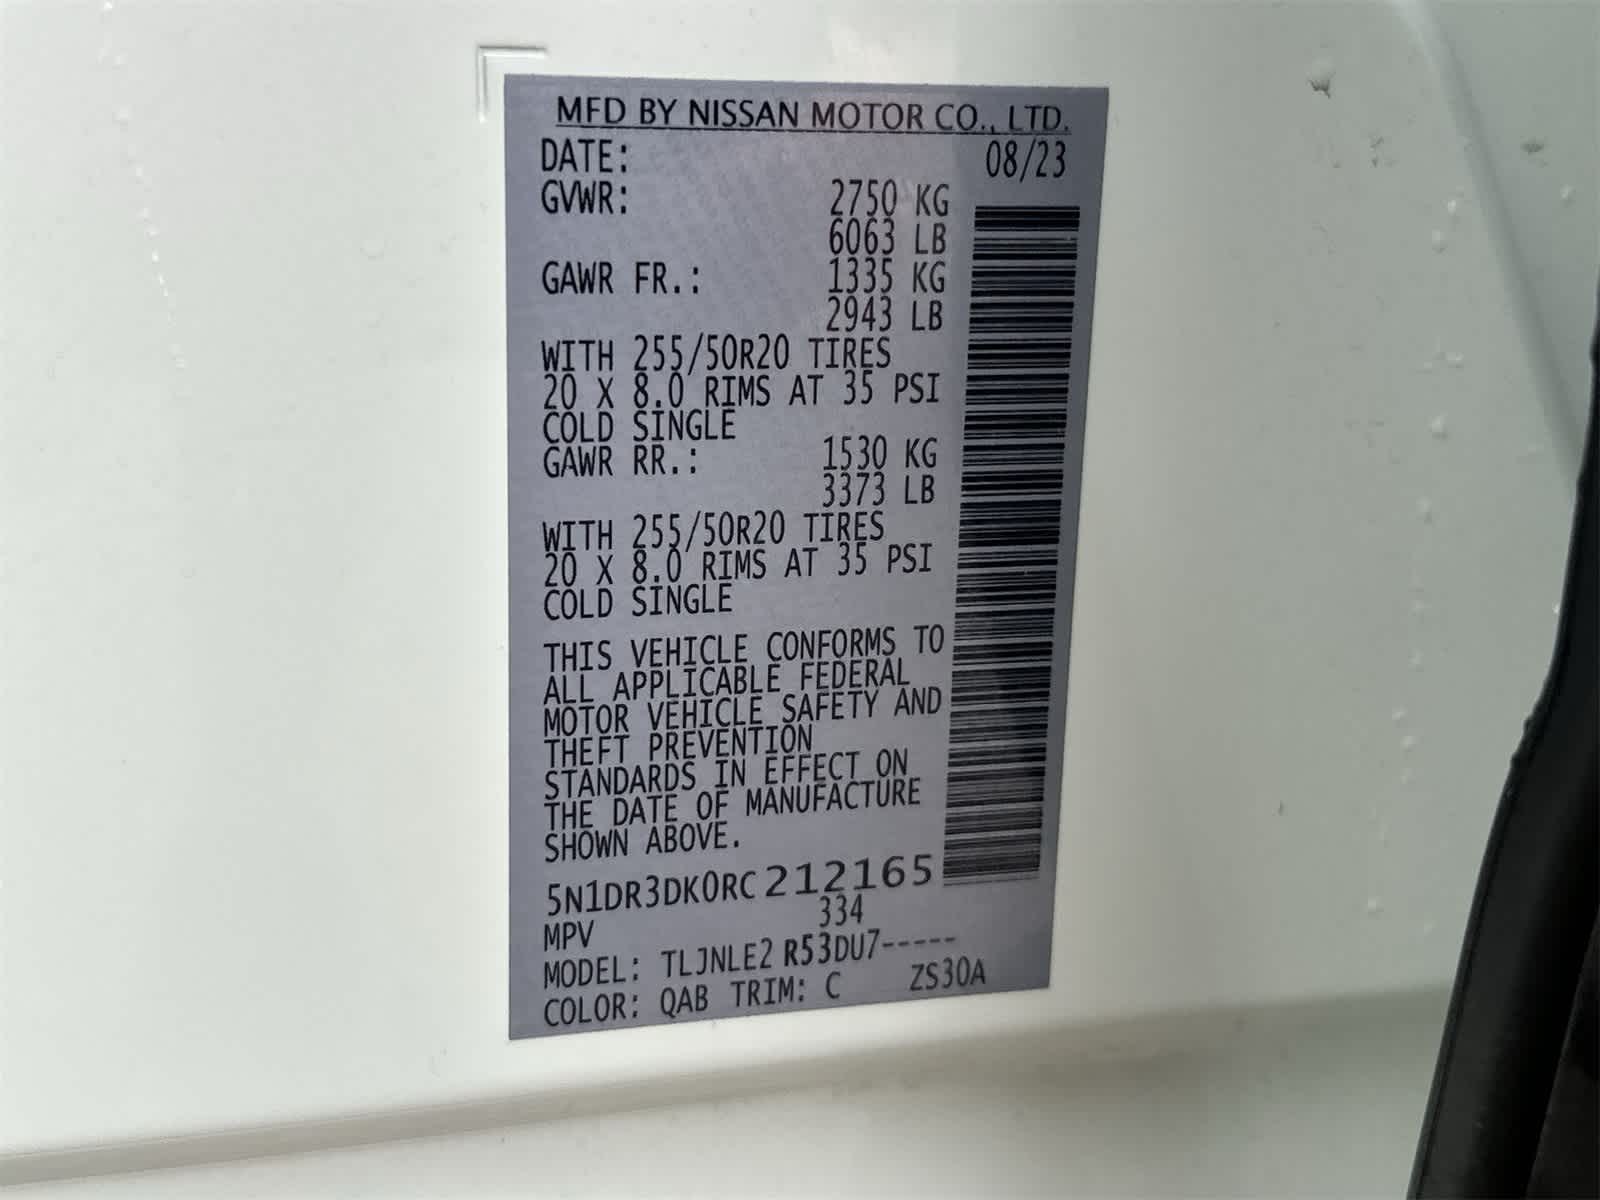 MFD BY NISSAN MOTOR CO., LTD.
DATE: 08/23
GVWR: 2750 KG
6063 LB
GAWR FR.: 1335 KG
2943 LB
WITH 255/50R20 TIRES
20 X 8.0 RIMS AT 35 PSI
COLD SINGLE
GAWR RR.: 1530 KG
3373 LB
WITH 255/50R20 TIRES
20 X 8.0 RIMS AT 35 PSI
COLD SINGLE
THIS VEHICLE CONFORMS TO
ALL APPLICABLE FEDERAL
MOTOR VEHICLE SAFETY AND
THEFT PREVENTION
STANDARDS IN EFFECT ON
THE DATE OF MANUFACTURE
SHOWN ABOVE.
5N1DR3DK0RC212165
MPV 334
MODEL: TLJNLE2 R53DU7-----
COLOR: QAB TRIM: C ZS30A